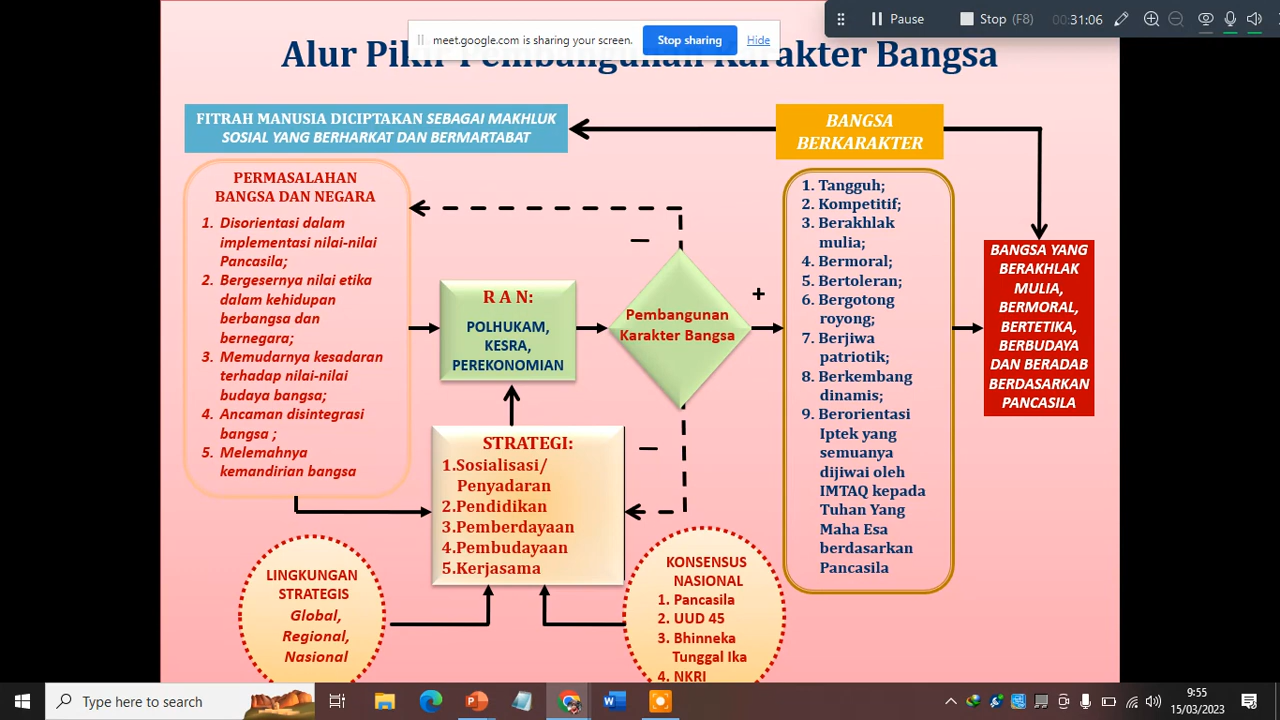 Pause
Stop (F8)
00:31:06
meet.google.com is sharing your screen.
Stop sharing
Hide
Alur Pikir Pembangunan Karakter Bangsa
FITRAH MANUSIA DICIPTAKAN SEBAGAI MAKHLUK
SOSIAL YANG BERHARKAT DAN BERMARTABAT
BANGSA
BERKARAKTER
PERMASALAHAN
BANGSA DAN NEGARA
1. Disorientasi dalam
implementasi nilai-nilai
Pancasila;
2. Bergesernya nilai etika
dalam kehidupan
berbangsa dan
bernegara;
3. Memudarnya kesadaran
terhadap nilai-nilai
budaya bangsa;
4. Ancaman disintegrasi
bangsa ;
5. Melemahnya
kemandirian bangsa
R A N:
POLHUKAM,
KESRA,
PEREKONOMIAN
–
Pembangunan
Karakter Bangsa
+
–
1. Tangguh;
2. Kompetitif;
3. Berakhlak
mulia;
4. Bermoral;
5. Bertoleran;
6. Bergotong
royong;
7. Berjiwa
patriotik;
8. Berkembang
dinamis;
9. Berorientasi
Iptek yang
semuanya
dijiwai oleh
IMTAQ kepada
Tuhan Yang
Maha Esa
berdasarkan
Pancasila
BANGSA YANG
BERAKHLAK
MULIA,
BERMORAL,
BERTETIKA,
BERBUDAYA
DAN BERADAB
BERDASARKAN
PANCASILA
STRATEGI:
1.Sosialisasi/
Penyadaran
2.Pendidikan
3.Pemberdayaan
4.Pembudayaan
5.Kerjasama
LINGKUNGAN
STRATEGIS
Global,
Regional,
Nasional
KONSENSUS
NASIONAL
1. Pancasila
2. UUD 45
3. Bhinneka
Tunggal Ika
4. NKRI
Type here to search
9:55
15/03/2023